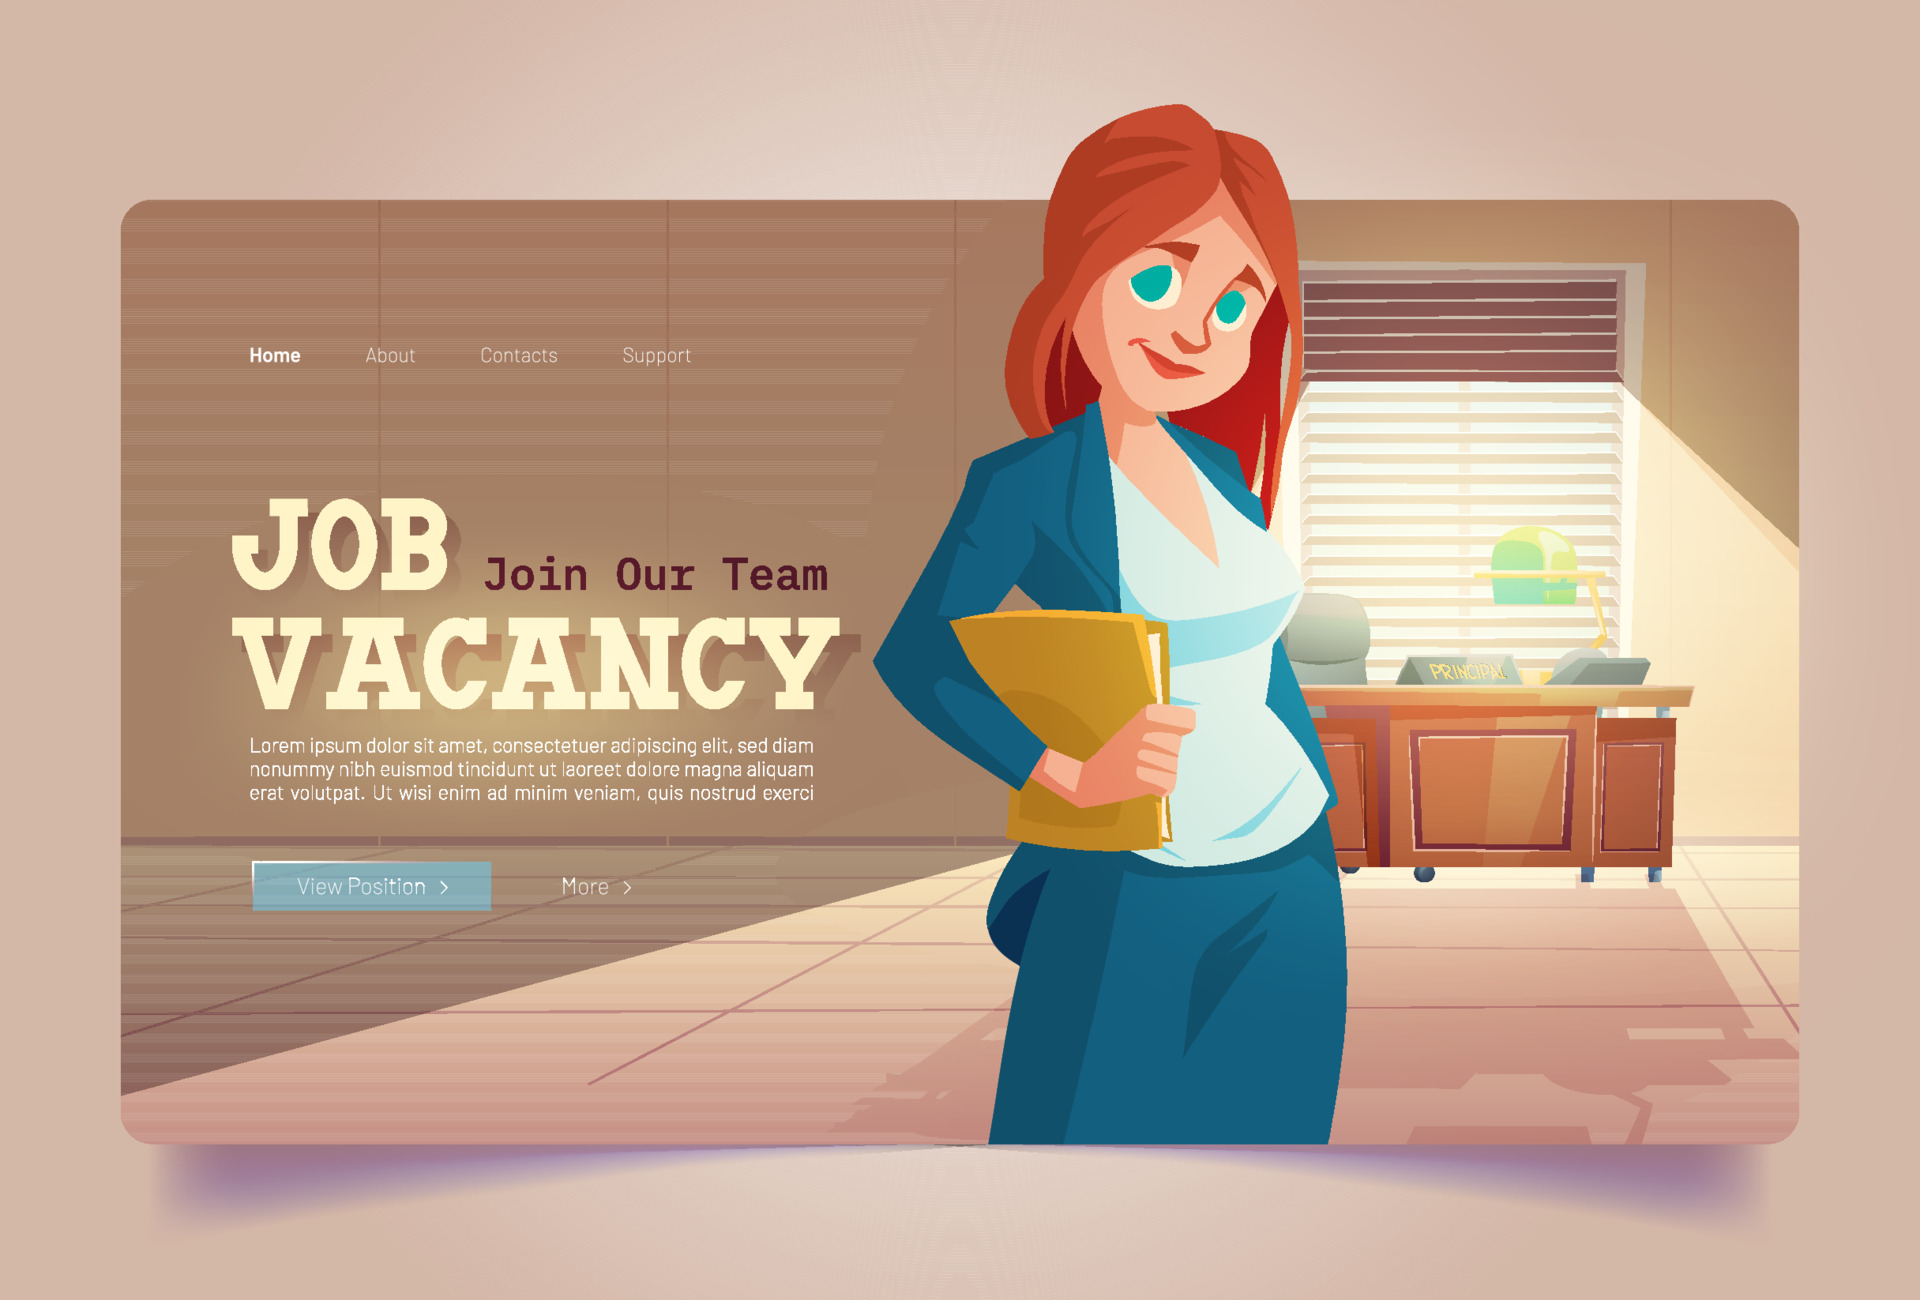 Home About Contacts Support
JOB Join Our Team
VACANCY
Lorem ipsum dolor sit amet, consectetuer adipiscing elit, sed diam
nonummy nibh euismod tincidunt ut laoreet dolore magna aliquam
erat volutpat. Ut wisi enim ad minim veniam, quis nostrud exerci
View Position > More >
PRINCIPAL